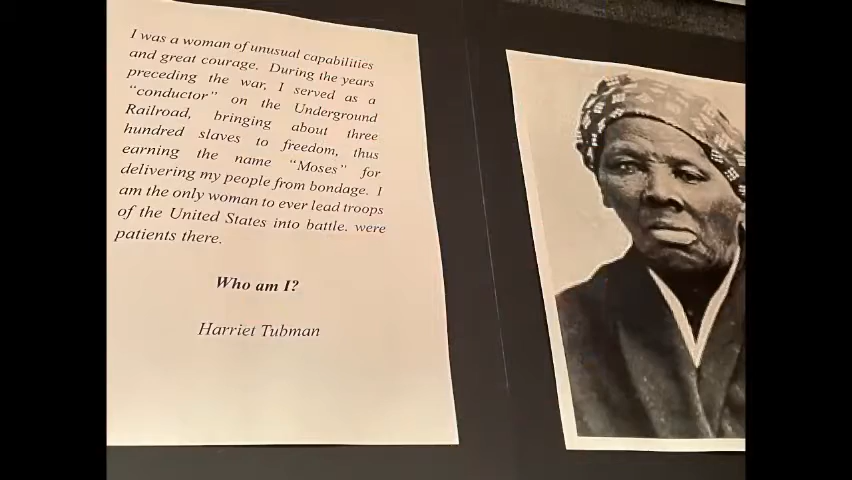 I was a woman of unusual capabilities
and great courage. During the years
preceding the war, I served as a
“conductor” on the Underground
Railroad, bringing about three
hundred slaves to freedom, thus
earning the name “Moses” for
delivering my people from bondage. I
am the only woman to ever lead troops
of the United States into battle. were
patients there.
Who am I?
Harriet Tubman